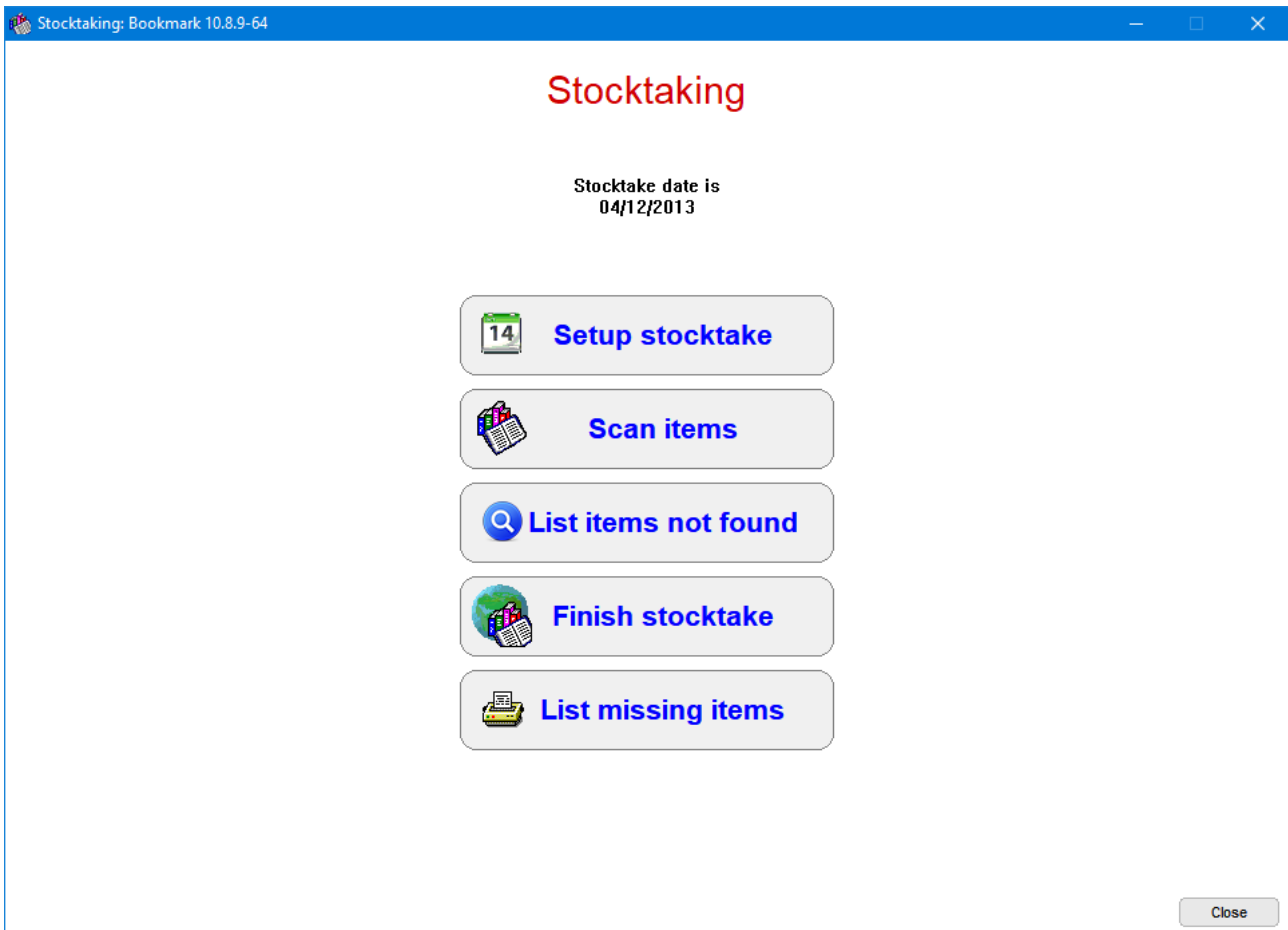 Stocktaking: Bookmark 10.8.9-64
Stocktaking
Stocktake date is
04/12/2013
14
Setup stocktake
Scan items
List items not found
Finish stocktake
List missing items
Close